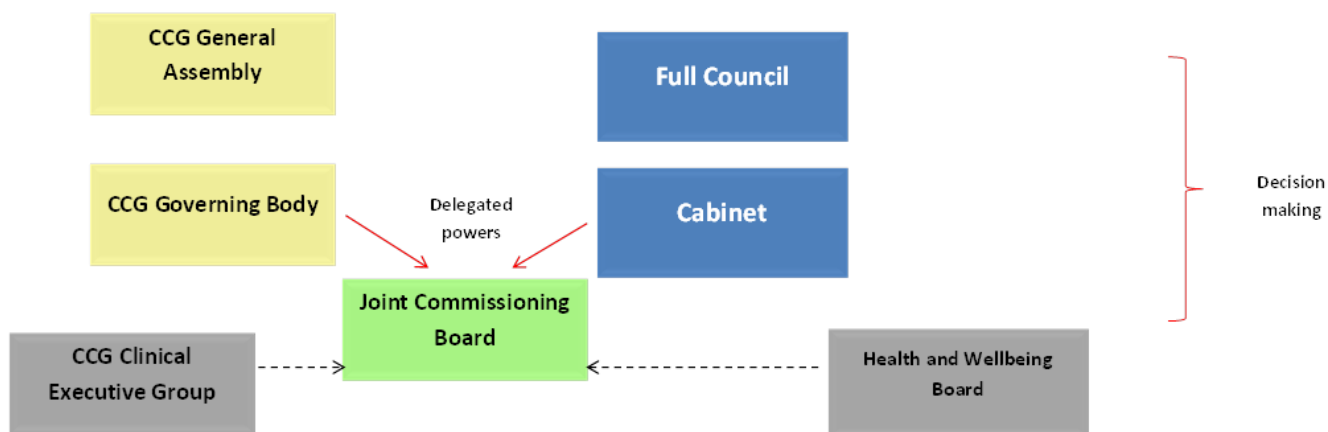 CCG General
Assembly
Full Council
CCG Governing Body
Delegated
powers
Cabinet
Decision
making
Joint Commissioning
Board
CCG Clinical
Executive Group
Health and Wellbeing
Board